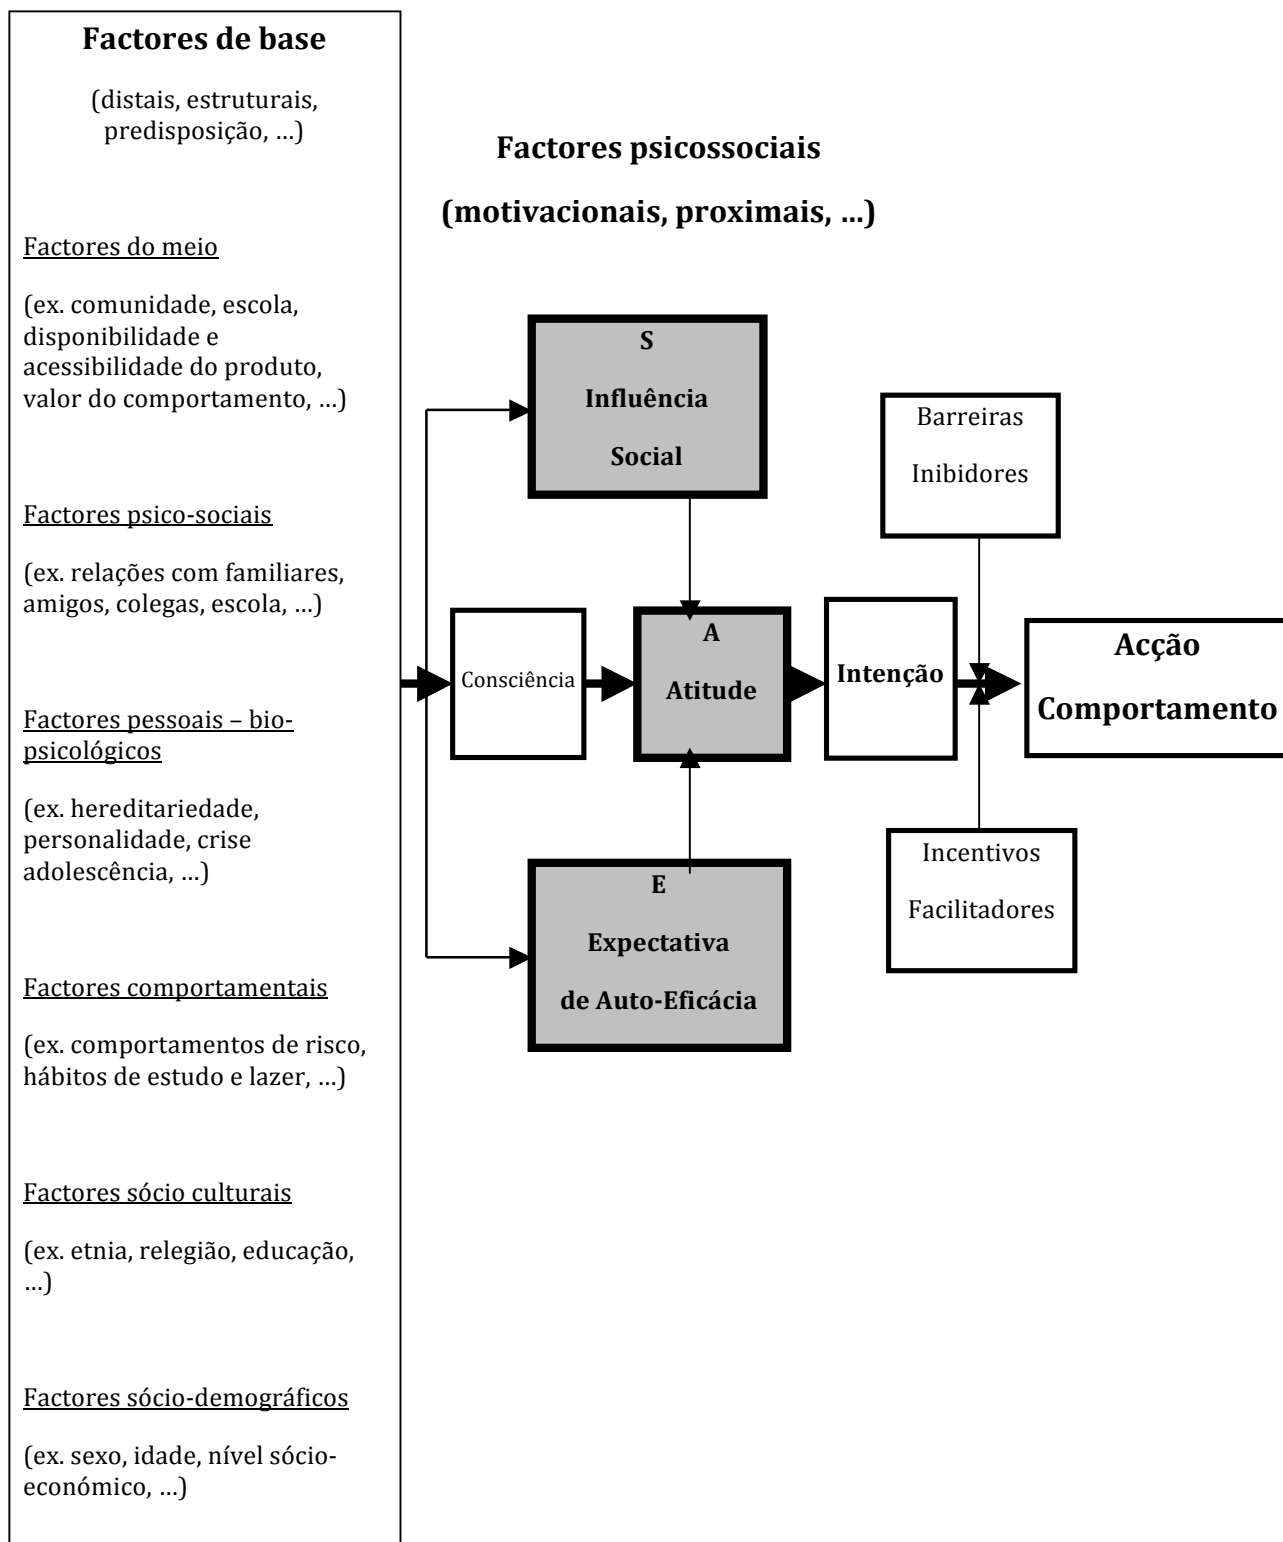 Factores de base
(distais, estruturais,
predisposição, ...)
Factores do meio
(ex. comunidade, escola,
disponibilidade e
acessibilidade do produto,
valor do comportamento, ...)
Factores psico-sociais
(ex. relações com familiares,
amigos, colegas, escola, ...)
Factores pessoais – bio-
psicológicos
(ex. hereditariedade,
personalidade, crise
adolescência, ...)
Factores comportamentais
(ex. comportamentos de risco,
hábitos de estudo e lazer, ...)
Factores sócio culturais
(ex. etnia, relegião, educação,
...)
Factores sócio-demográficos
(ex. sexo, idade, nível sócio-
económico, ...)
Factores psicossociais
(motivacionais, proximais, ...)
S
Influência
Social
Consciência
A
Atitude
E
Expectativa
de Auto-Eficácia
Intenção
Barreiras
Inibidores
Incentivos
Facilitadores
Acção
Comportamento